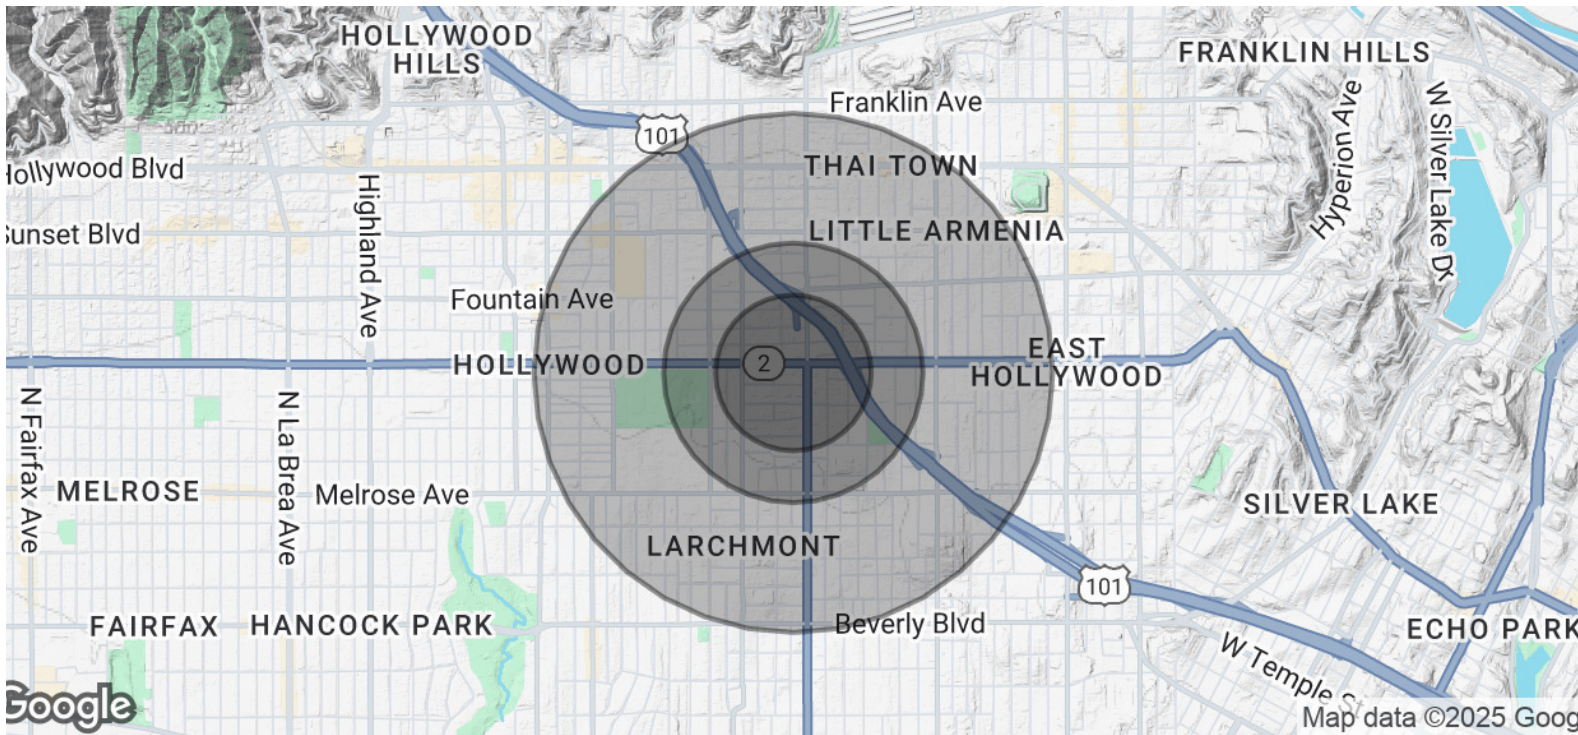 HOLLYWOOD
HILLS
FRANKLIN HILLS
Franklin Ave
101
THAI TOWN
Hollywood Blvd
Highland Ave
Hyperion Ave
W Silver Lake Dr
Sunset Blvd
LITTLE ARMENIA
Fountain Ave
HOLLYWOOD
2
EAST
HOLLYWOOD
N Fairfax Ave
N La Brea Ave
MELROSE
Melrose Ave
SILVER LAKE
LARCHMONT
101
FAIRFAX
HANCOCK PARK
Beverly Blvd
ECHO PARK
W Temple St
Google
Map data ©2025 Goog